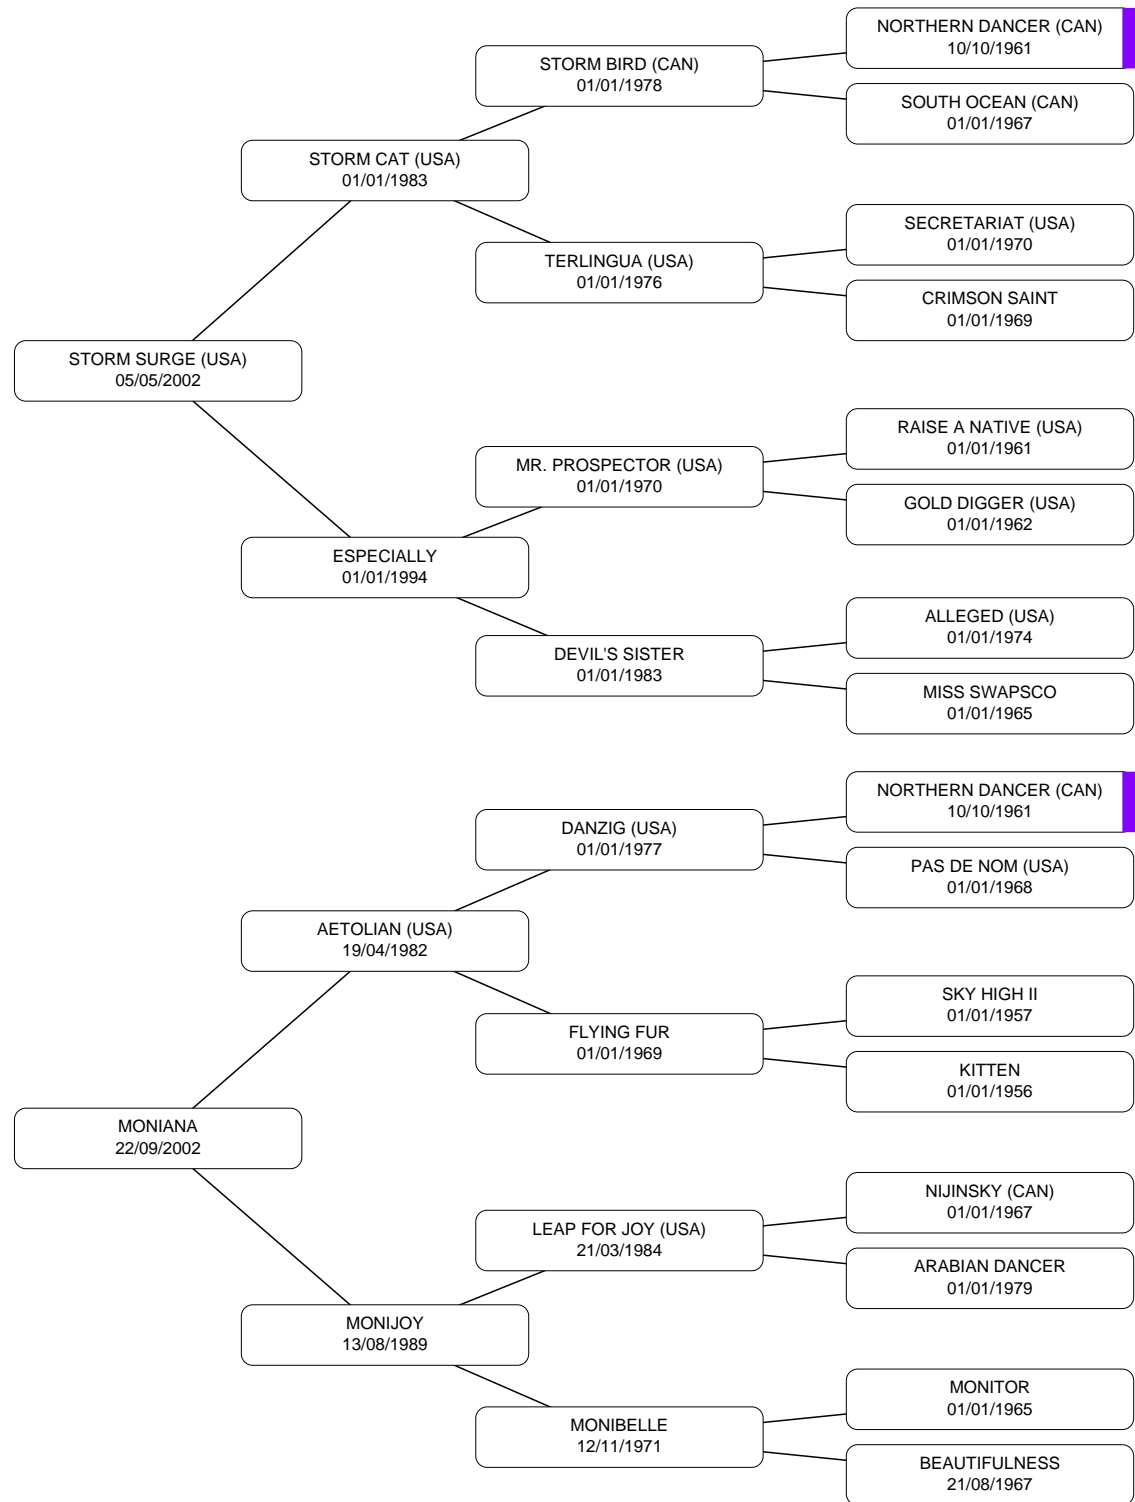 NORTHERN DANCER (CAN)
10/10/1961
STORM BIRD (CAN)
01/01/1978
SOUTH OCEAN (CAN)
01/01/1967
STORM CAT (USA)
01/01/1983
SECRETARIAT (USA)
01/01/1970
TERLINGUA (USA)
01/01/1976
CRIMSON SAINT
01/01/1969
STORM SURGE (USA)
05/05/2002
RAISE A NATIVE (USA)
01/01/1961
MR. PROSPECTOR (USA)
01/01/1970
GOLD DIGGER (USA)
01/01/1962
ESPECIALLY
01/01/1994
ALLEGED (USA)
01/01/1974
DEVIL'S SISTER
01/01/1983
MISS SWAPSCO
01/01/1965
NORTHERN DANCER (CAN)
10/10/1961
DANZIG (USA)
01/01/1977
PAS DE NOM (USA)
01/01/1968
AETOLIAN (USA)
19/04/1982
SKY HIGH II
01/01/1957
FLYING FUR
01/01/1969
KITTEN
01/01/1956
MONIANA
22/09/2002
NIJINSKY (CAN)
01/01/1967
LEAP FOR JOY (USA)
21/03/1984
ARABIAN DANCER
01/01/1979
MONIJOY
13/08/1989
MONITOR
01/01/1965
MONIBELLE
12/11/1971
BEAUTIFULNESS
21/08/1967